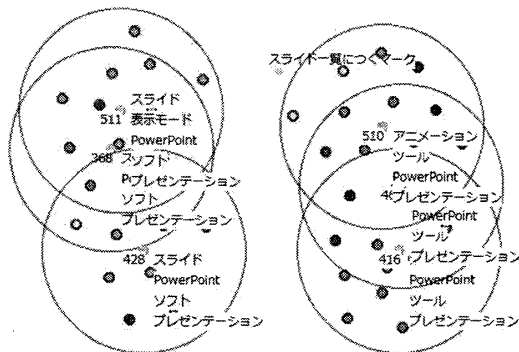 スライド
511 表示モード
PowerPoint
368 ソフト
プレゼンテーション
ソフト
プレゼンテーション
428 スライド
PowerPoint
ソフト
プレゼンテーション
スライド一覧につくマーク
510 アニメーション
ツール
PowerPoint
プレゼンテーション
PowerPoint
ツール
416 プレゼンテーション
PowerPoint
ツール
プレゼンテーション